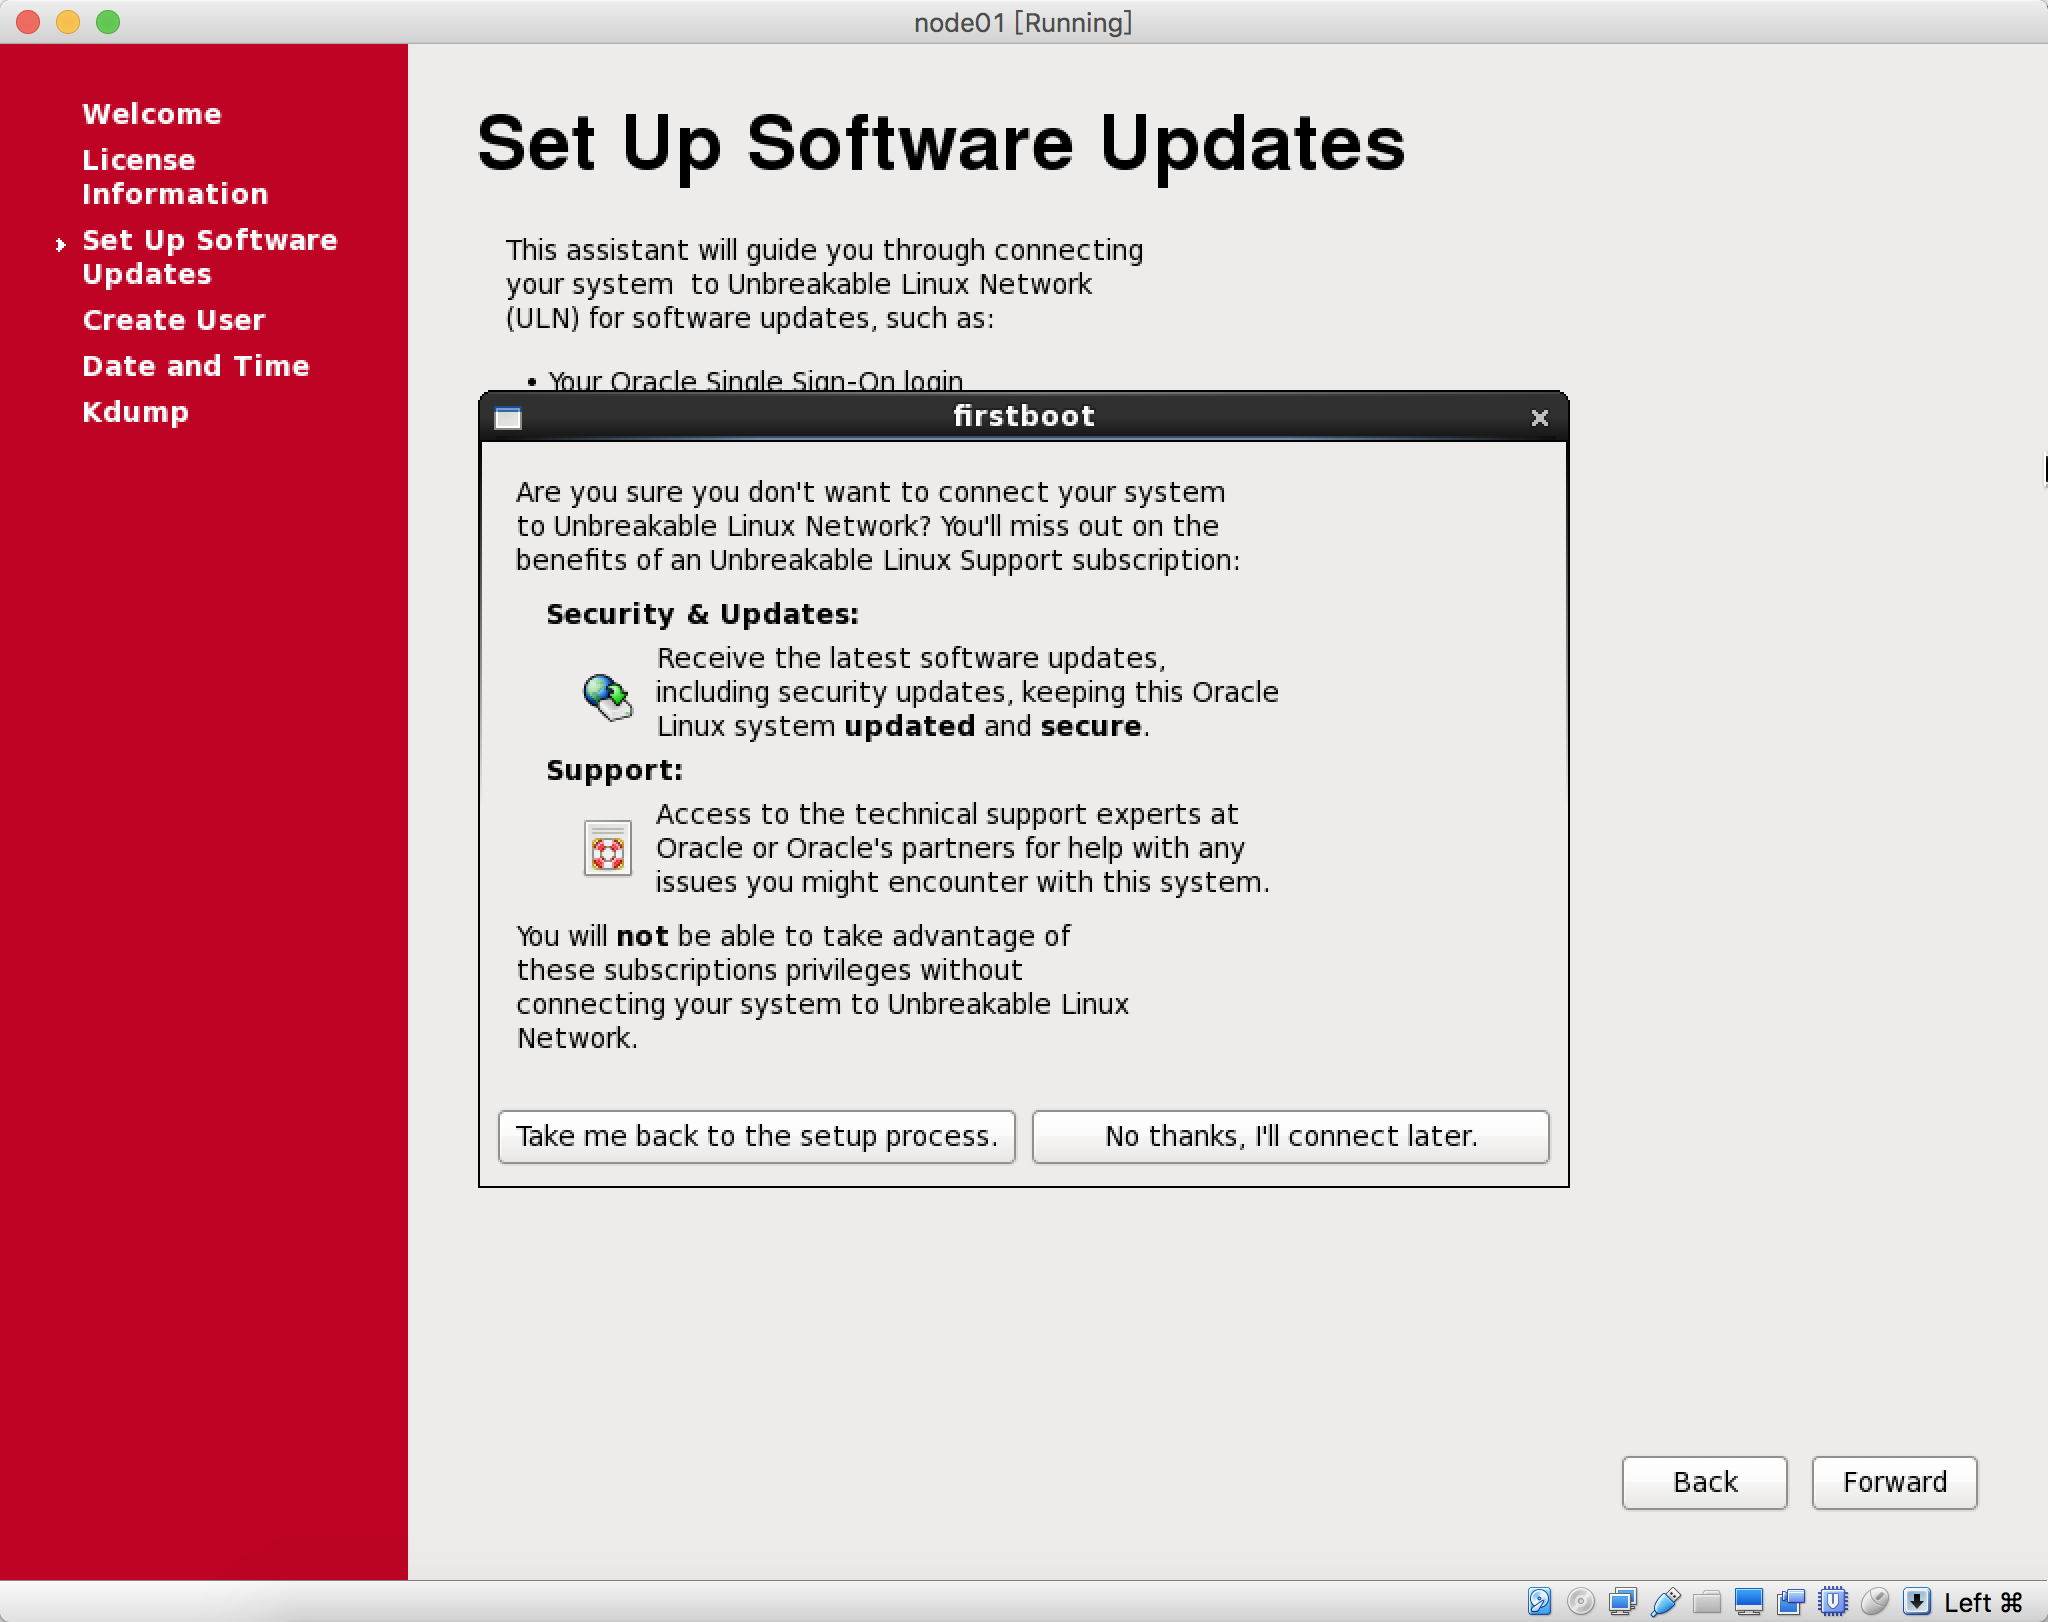 node01 [Running]
Welcome
License
Information
Set Up Software
Updates
Create User
Date and Time
Kdump
Set Up Software Updates
This assistant will guide you through connecting
your system  to Unbreakable Linux Network
(ULN) for software updates, such as:
• Your Oracle Single Sign-On login
firstboot
Are you sure you don't want to connect your system
to Unbreakable Linux Network? You'll miss out on the
benefits of an Unbreakable Linux Support subscription:
Security & Updates:
Receive the latest software updates,
including security updates, keeping this Oracle
Linux system updated and secure.
Support:
Access to the technical support experts at
Oracle or Oracle's partners for help with any
issues you might encounter with this system.
You will not be able to take advantage of
these subscriptions privileges without
connecting your system to Unbreakable Linux
Network.
Take me back to the setup process.
No thanks, I'll connect later.
Back
Forward
Left ⌘